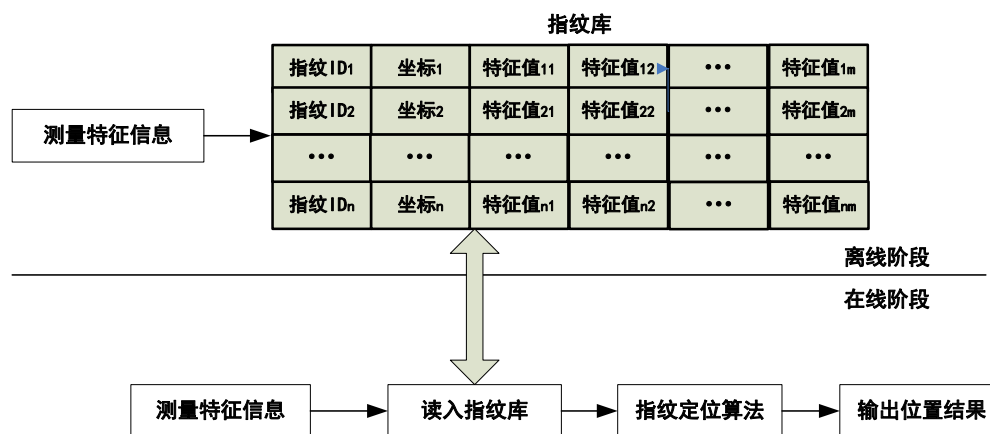 指纹库
指纹ID1 坐标1 特征值11 特征值12 ••• 特征值1m
指纹ID2 坐标2 特征值21 特征值22 ••• 特征值2m
测量特征信息
••• ••• ••• ••• ••• •••
指纹IDn 坐标n 特征值n1 特征值n2 ••• 特征值nm
离线阶段
在线阶段
测量特征信息 读入指纹库 指纹定位算法 输出位置结果